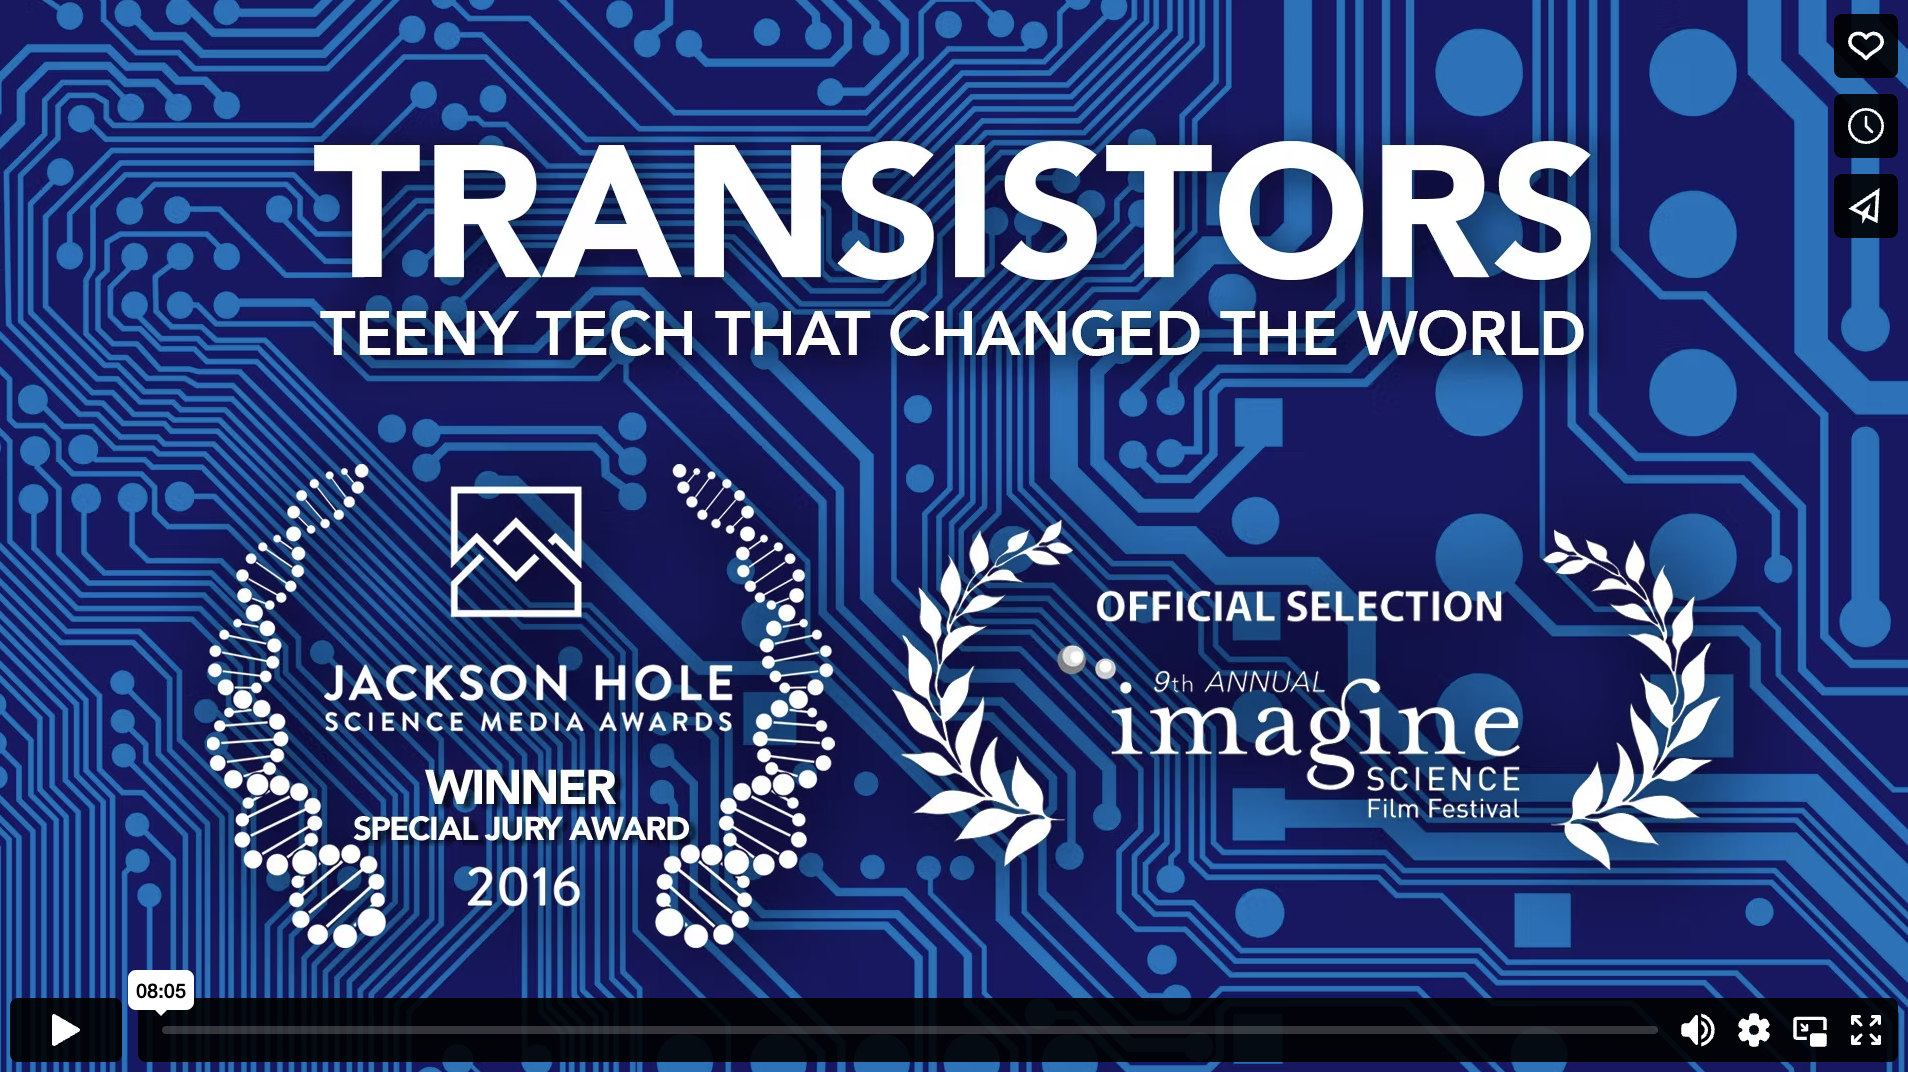 TRANSISTORS
TEENY TECH THAT CHANGED THE WORLD
JACKSON HOLE
SCIENCE MEDIA AWARDS
WINNER
SPECIAL JURY AWARD
2016
OFFICIAL SELECTION
9th ANNUAL
imagine
SCIENCE
Film Festival
08:05